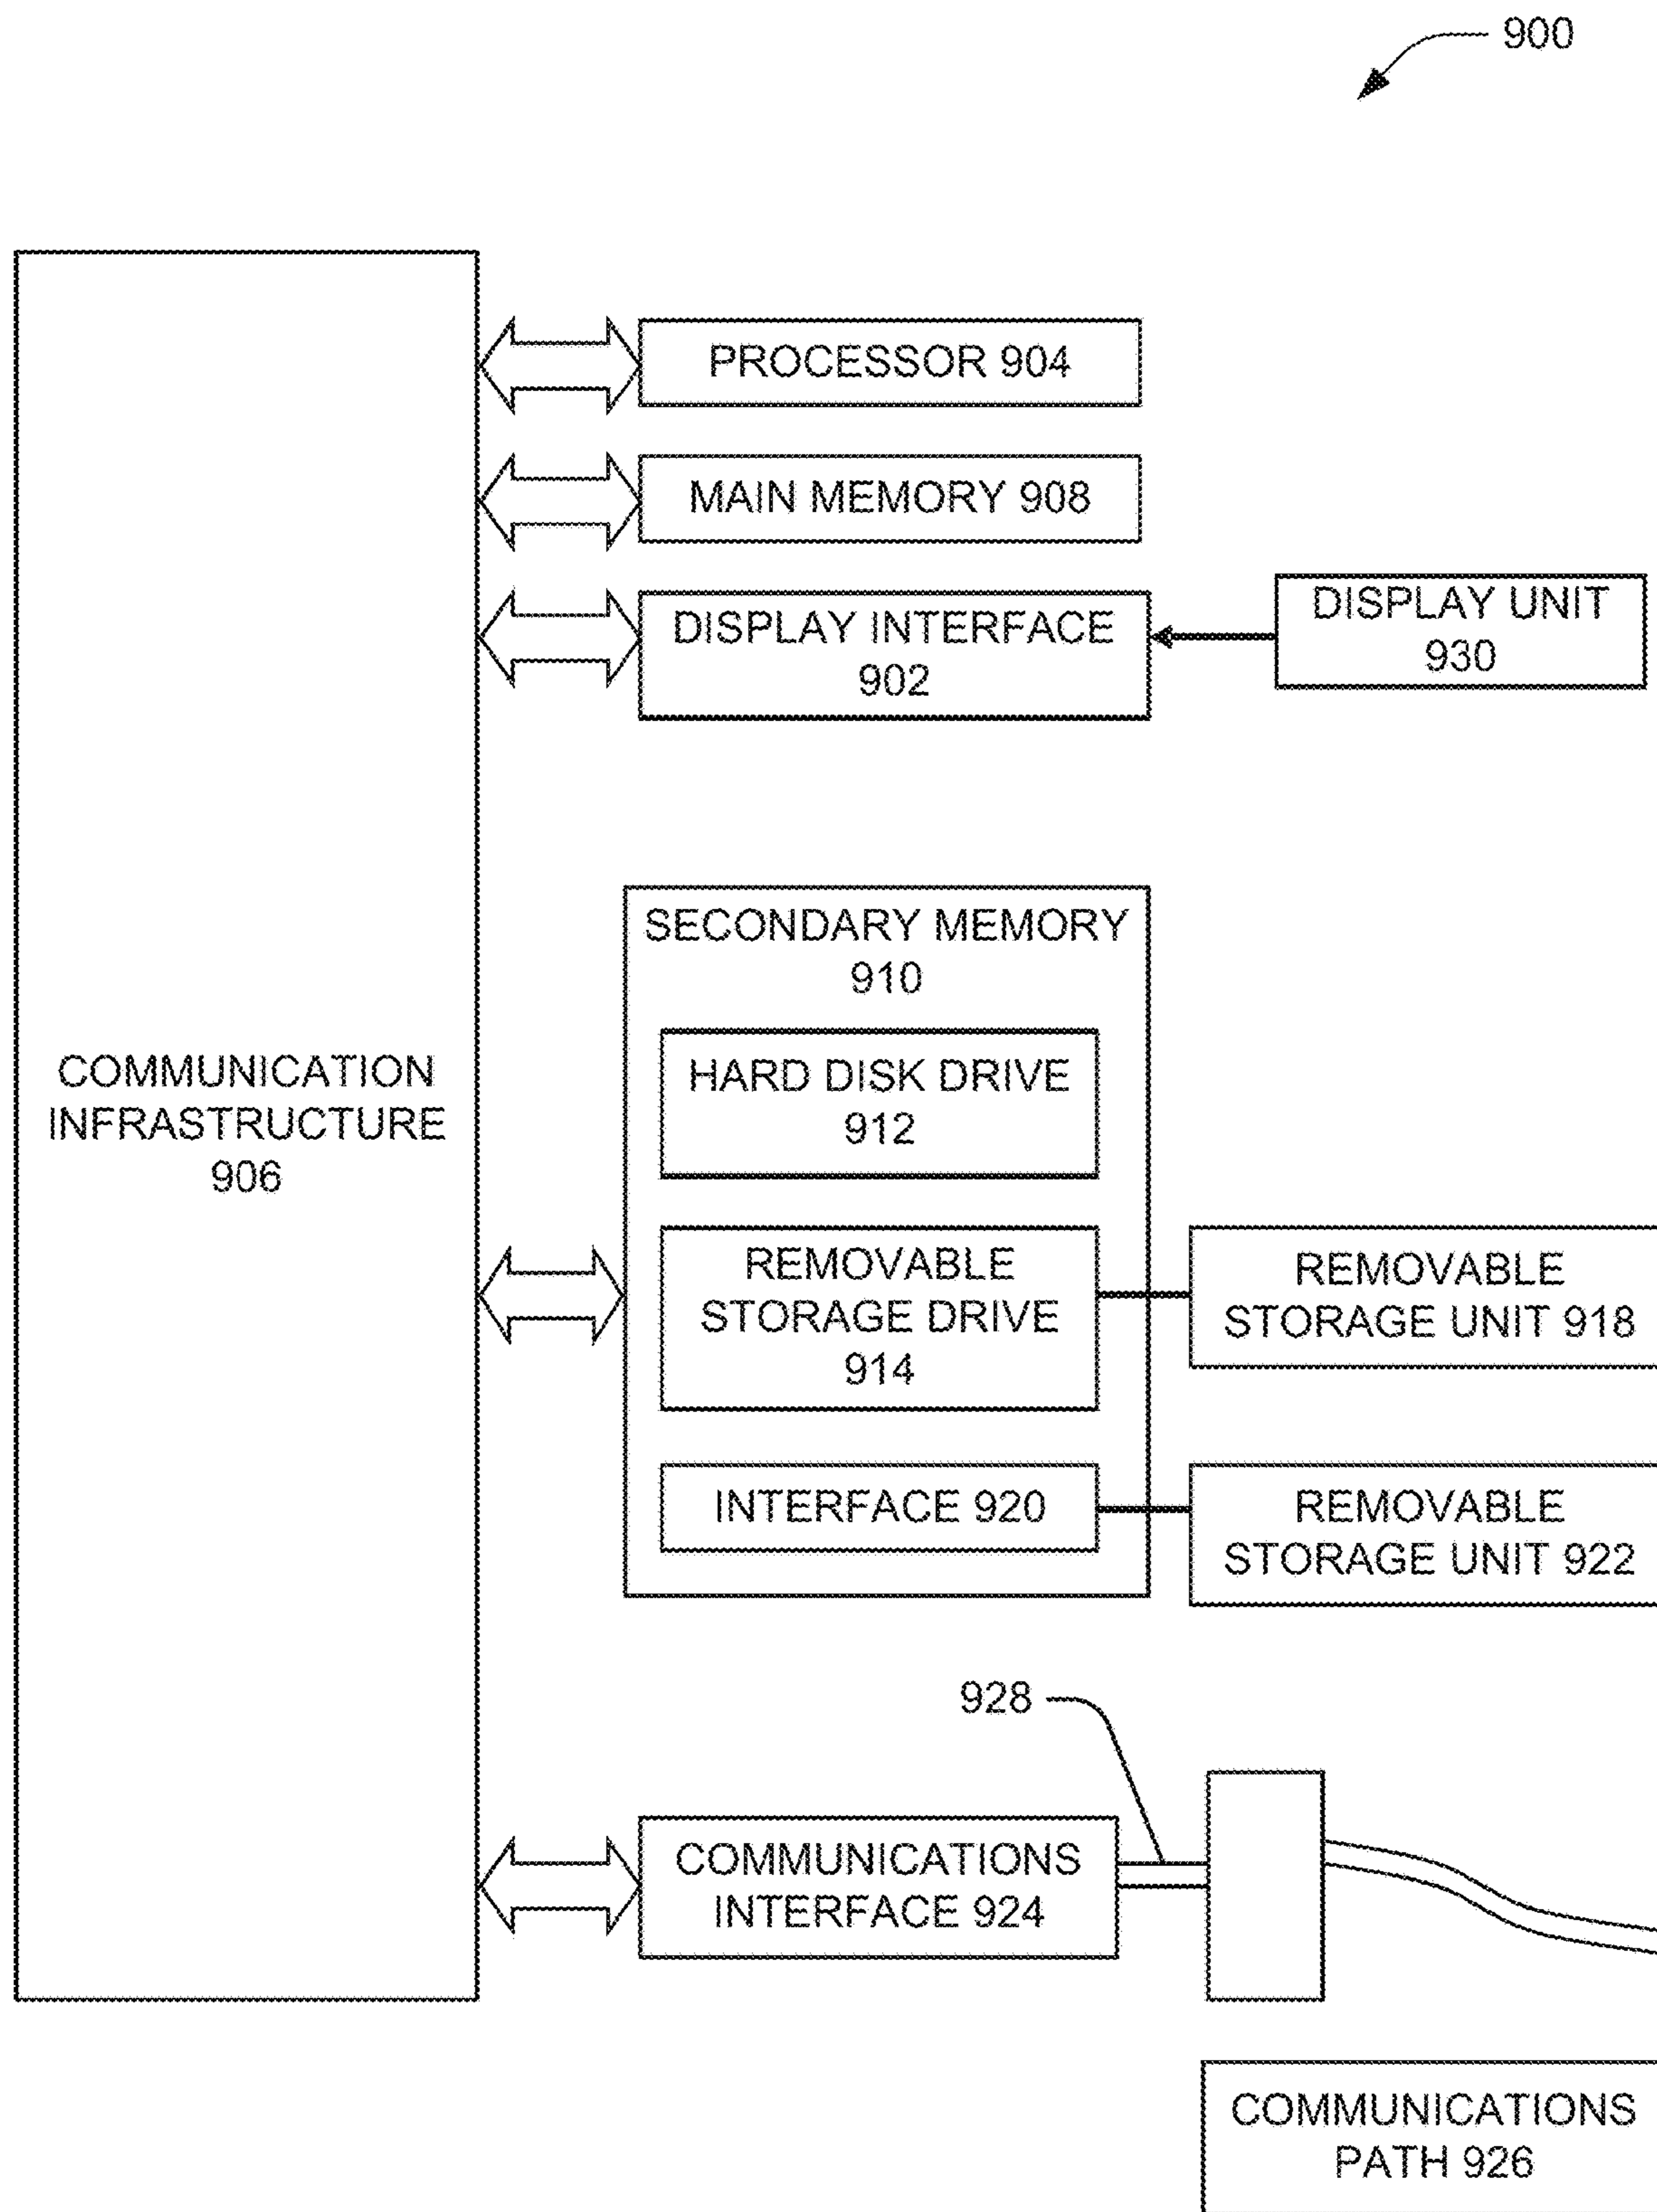 900
PROCESSOR 904
MAIN MEMORY 908
DISPLAY INTERFACE
902
DISPLAY UNIT
930
SECONDARY MEMORY
910
HARD DISK DRIVE
912
COMMUNICATION
INFRASTRUCTURE
906
REMOVABLE
STORAGE DRIVE
914
REMOVABLE
STORAGE UNIT 918
INTERFACE 920
REMOVABLE
STORAGE UNIT 922
928
COMMUNICATIONS
INTERFACE 924
COMMUNICATIONS
PATH 926